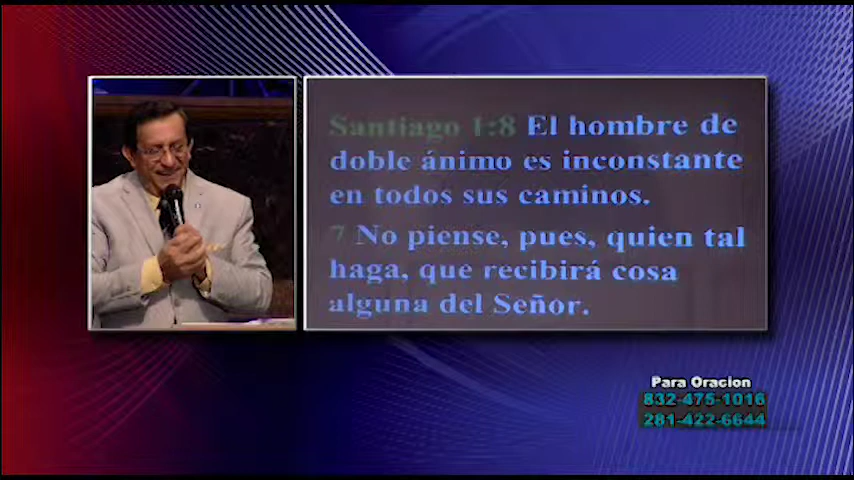 Santiago 1:8 El hombre de
doble ánimo es inconstante
en todos sus caminos.
7 No piense, pues, quien tal
haga, que recibirá cosa
alguna del Señor.
Para Oracion
832-475-1016
281-422-6644